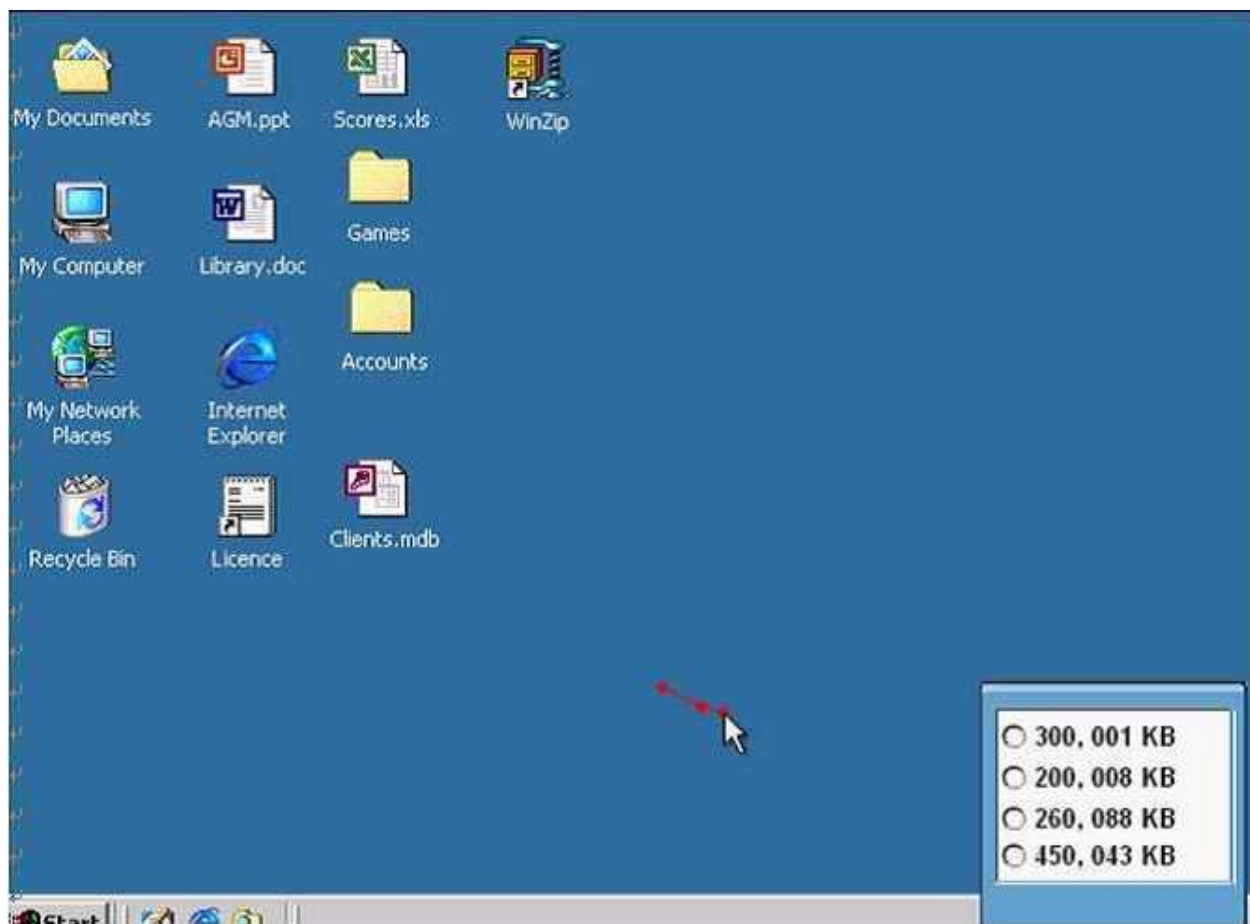 My Documents
AGM.ppt
Scores.xls
WinZip
Games
My Computer
Library.doc
Accounts
My Network
Places
Internet
Explorer
Clients.mdb
Recycle Bin
Licence
300, 001 KB
200, 008 KB
260, 088 KB
450, 043 KB
Start